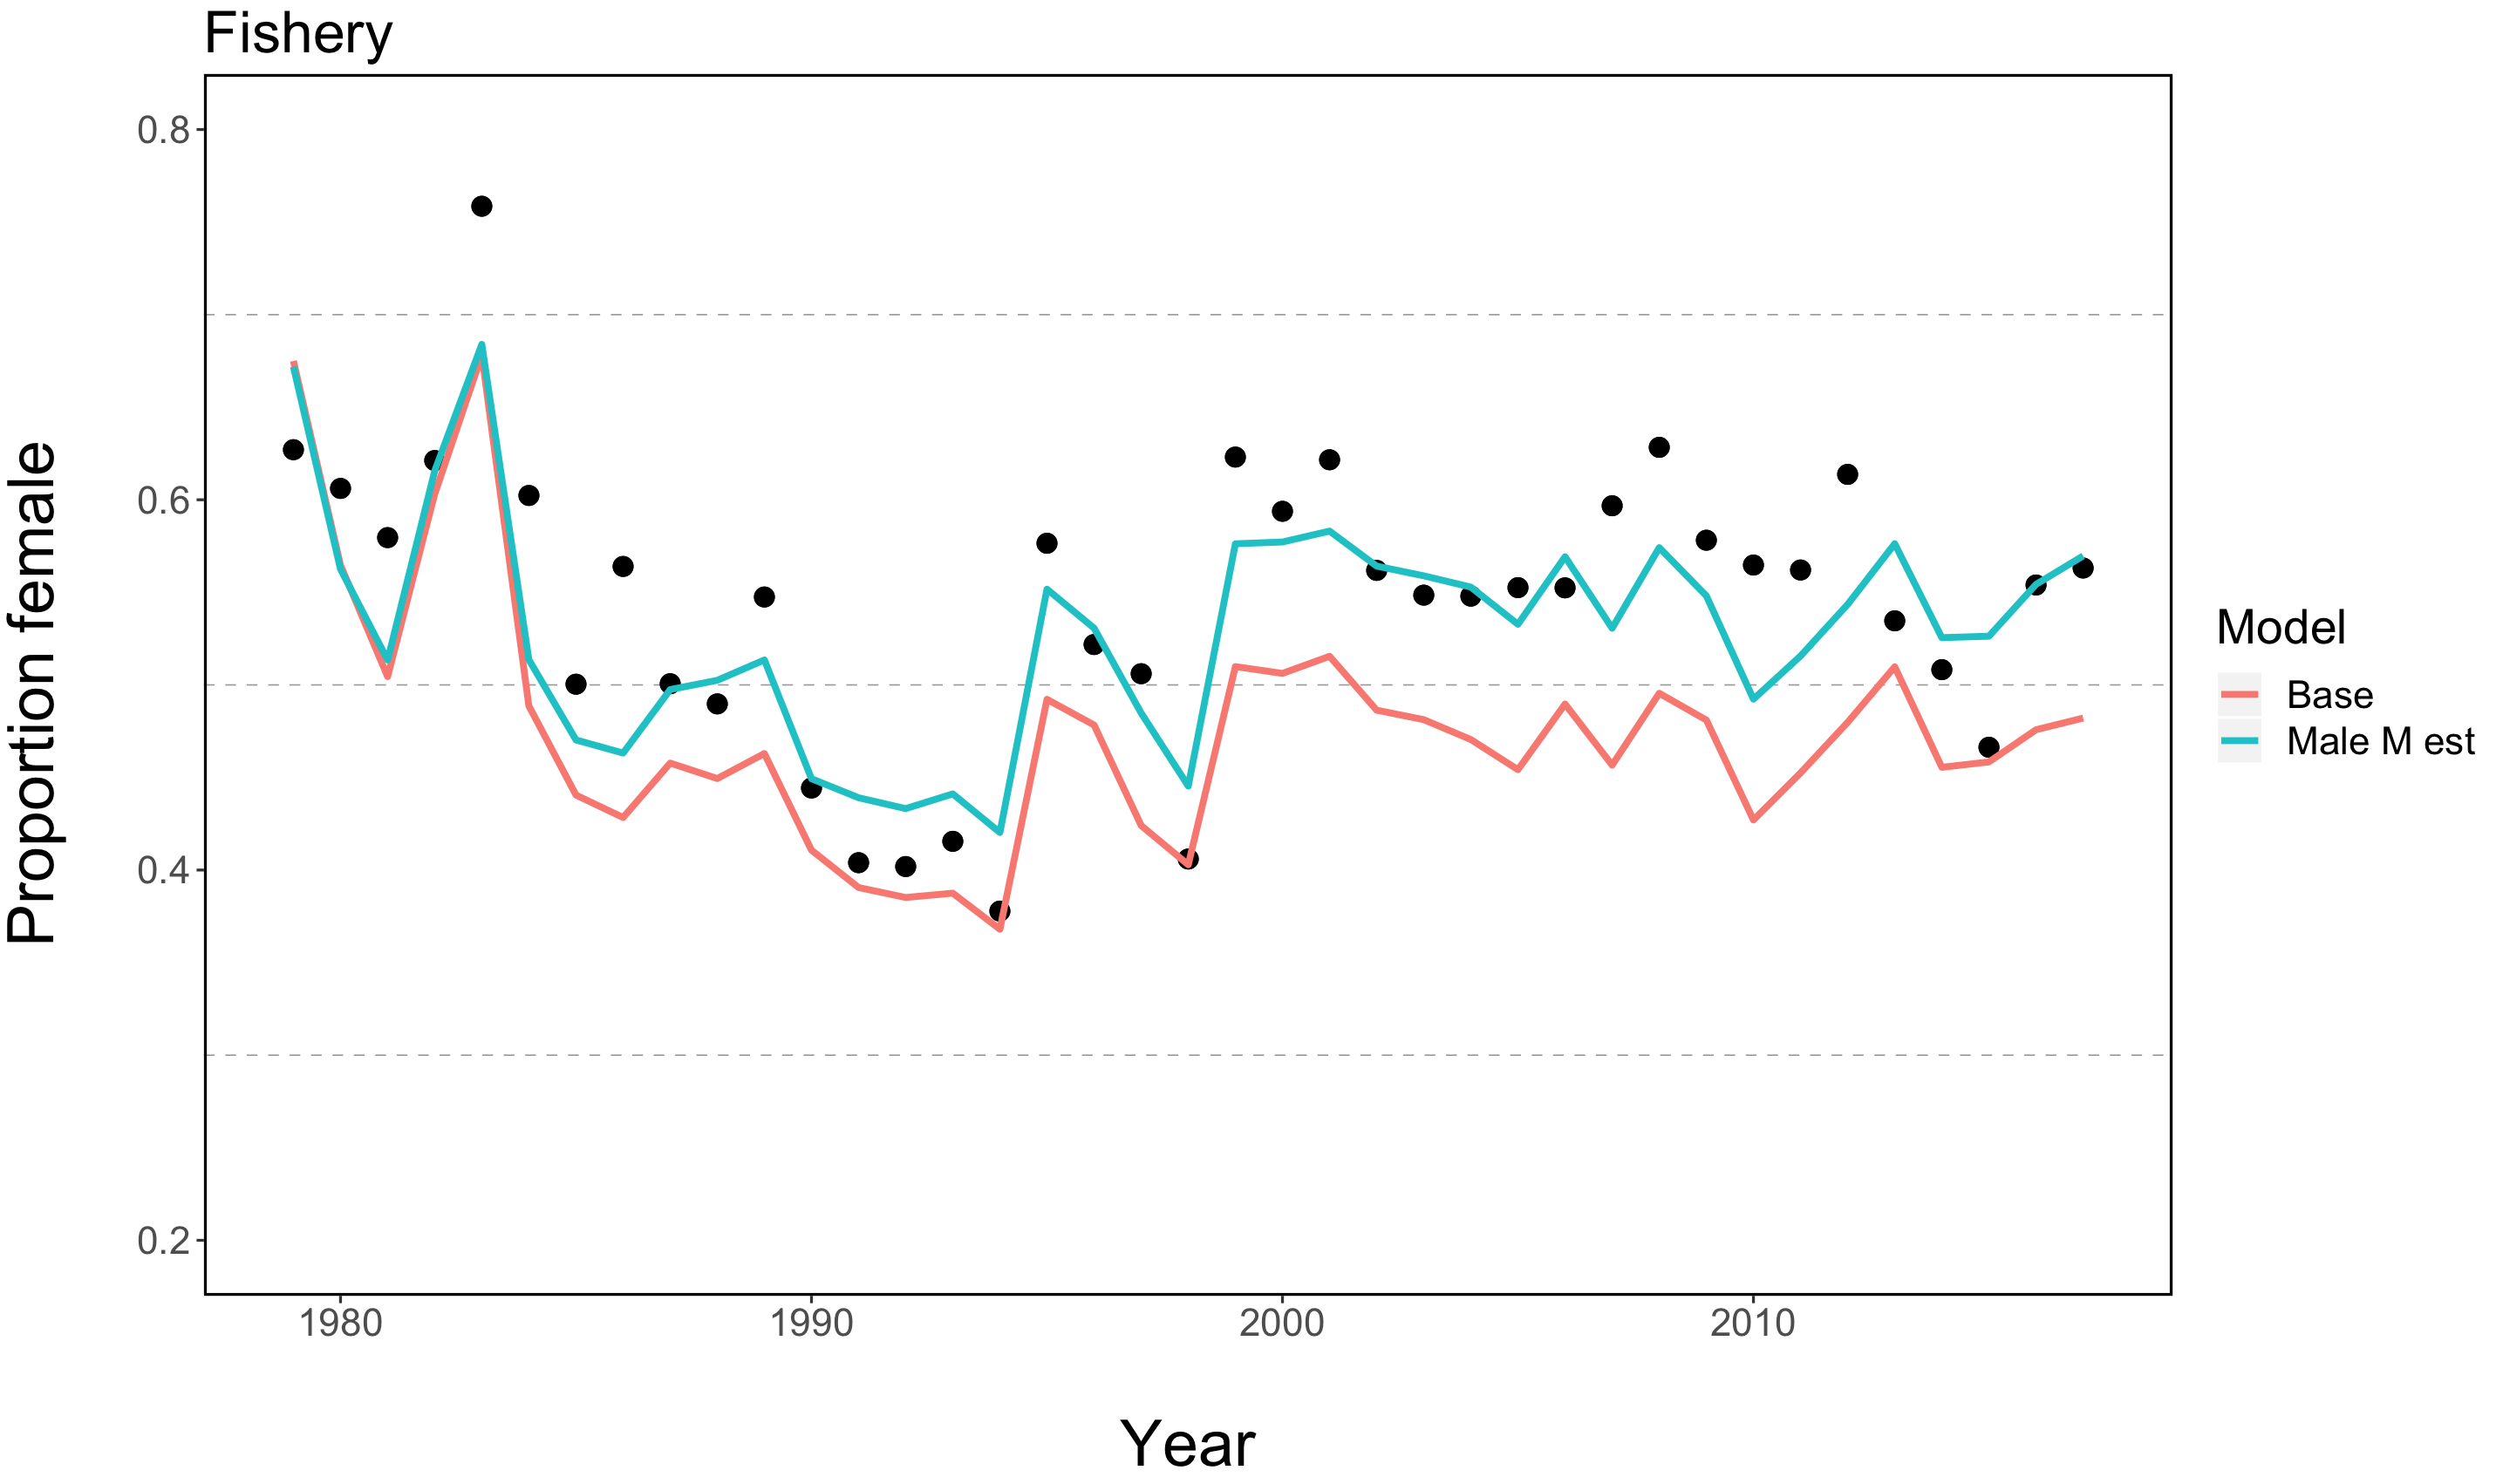 Fishery
Proportion female
0.8
0.6
0.4
0.2
1980 1990 2000 2010
Year
Model
Base
Male M est